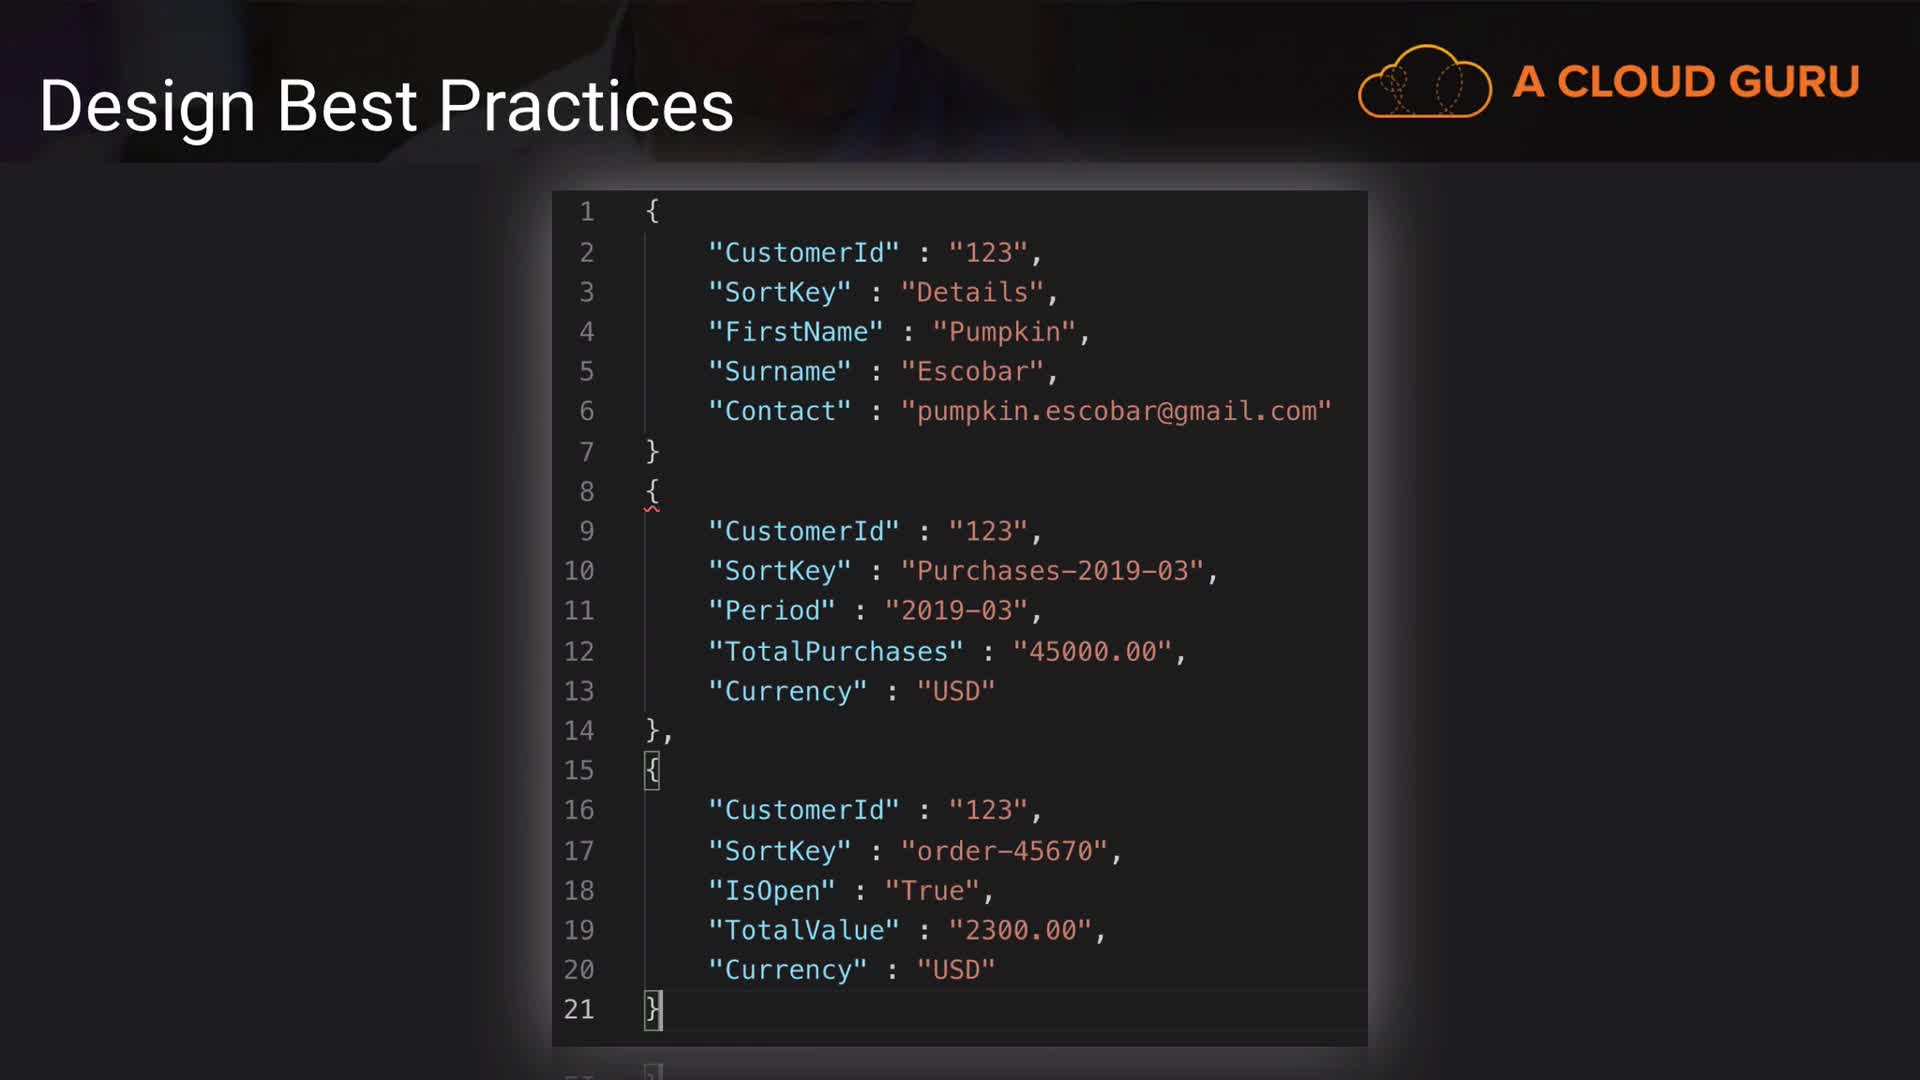 Design Best Practices
A CLOUD GURU
1 {
2 "CustomerId" : "123",
3 "SortKey" : "Details",
4 "FirstName" : "Pumpkin",
5 "Surname" : "Escobar",
6 "Contact" : "pumpkin.escobar@gmail.com"
7 }
8 {
9 "CustomerId" : "123",
10 "SortKey" : "Purchases-2019-03",
11 "Period" : "2019-03",
12 "TotalPurchases" : "45000.00",
13 "Currency" : "USD"
14 },
15 {
16 "CustomerId" : "123",
17 "SortKey" : "order-45670",
18 "IsOpen" : "True",
19 "TotalValue" : "2300.00",
20 "Currency" : "USD"
21 }